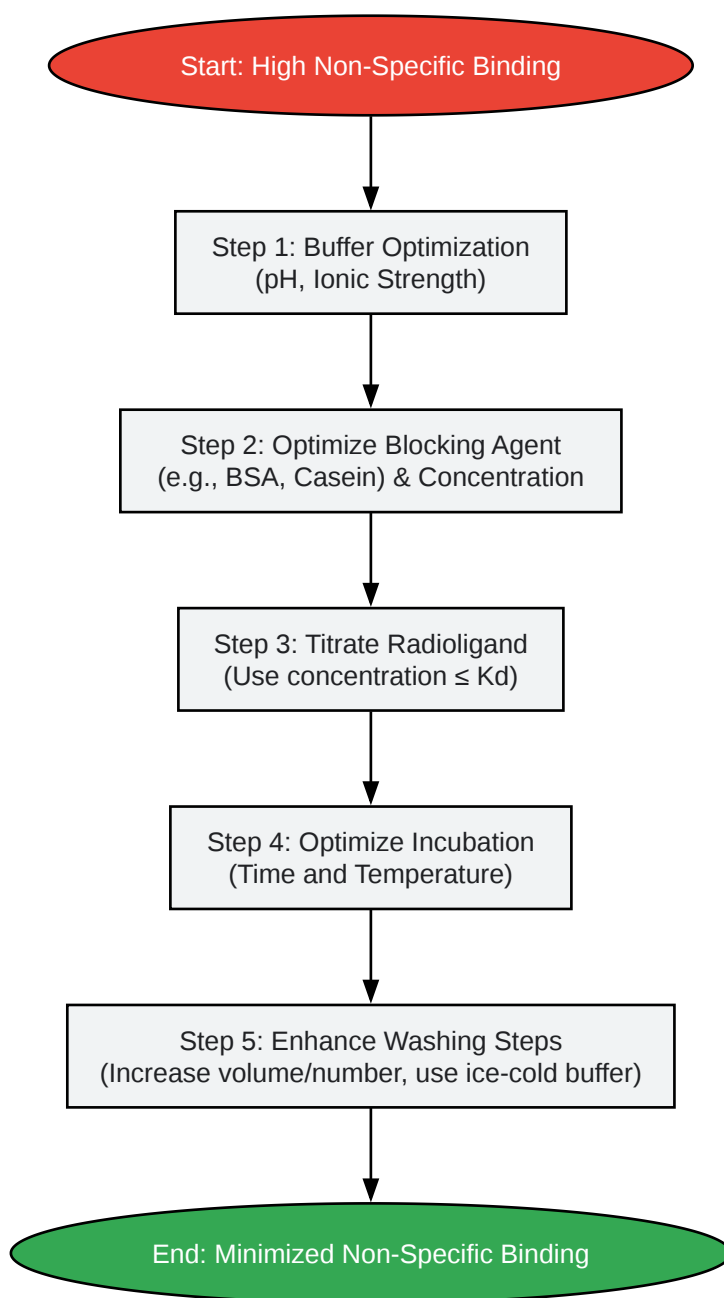 Start: High Non-Specific Binding
Step 1: Buffer Optimization
(pH, Ionic Strength)
Step 2: Optimize Blocking Agent
(e.g., BSA, Casein) & Concentration
Step 3: Titrate Radioligand
(Use concentration ≤ Kd)
Step 4: Optimize Incubation
(Time and Temperature)
Step 5: Enhance Washing Steps
(Increase volume/number, use ice-cold buffer)
End: Minimized Non-Specific Binding